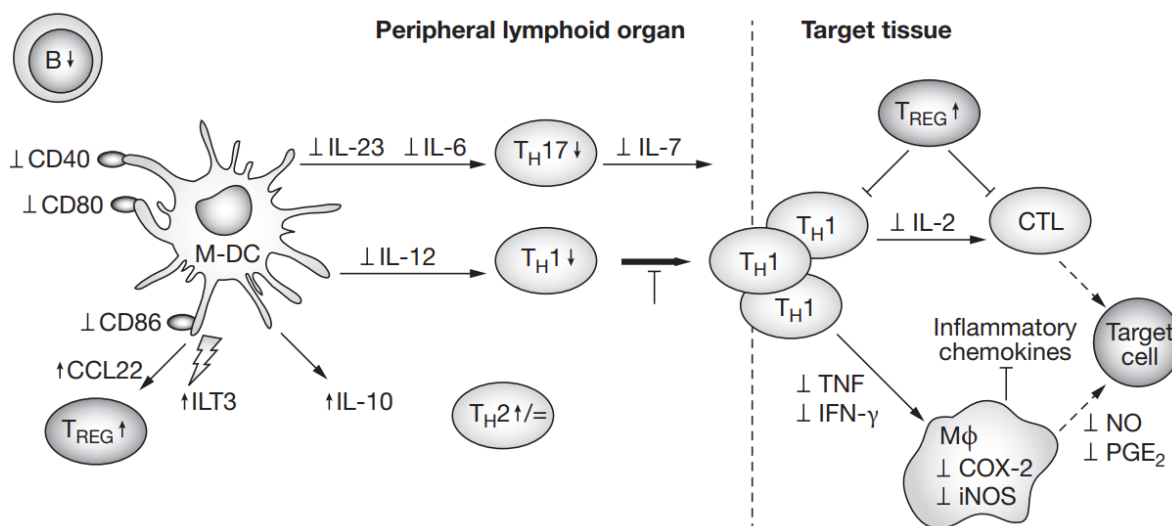 Peripheral lymphoid organ
Target tissue
B↓
⊥CD40
⊥CD80
M-DC
⊥CD86
↑CCL22
↑ILT3
↑IL-10
T_REG↑
⊥IL-23 ⊥IL-6
T_H17↓
⊥IL-7
⊥IL-12
T_H1↓
T_H2↑/=
T_REG↑
T_H1
T_H1
T_H1
⊥IL-2
CTL
Target
cell
Inflammatory
chemokines
⊥ TNF
⊥ IFN-γ
Mϕ
⊥ COX-2
⊥ iNOS
⊥ NO
⊥ PGE₂